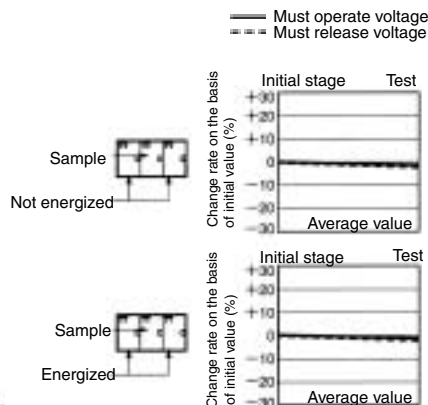 Must operate voltage
Must release voltage
Initial stage Test
Change rate on the basis
of initial value (%)
+30
+20
+10
0
−10
−20
−30
Sample
Not energized
Average value
Initial stage Test
Change rate on the basis
of initial value (%)
+30
+20
+10
0
−10
−20
−30
Sample
Energized
Average value